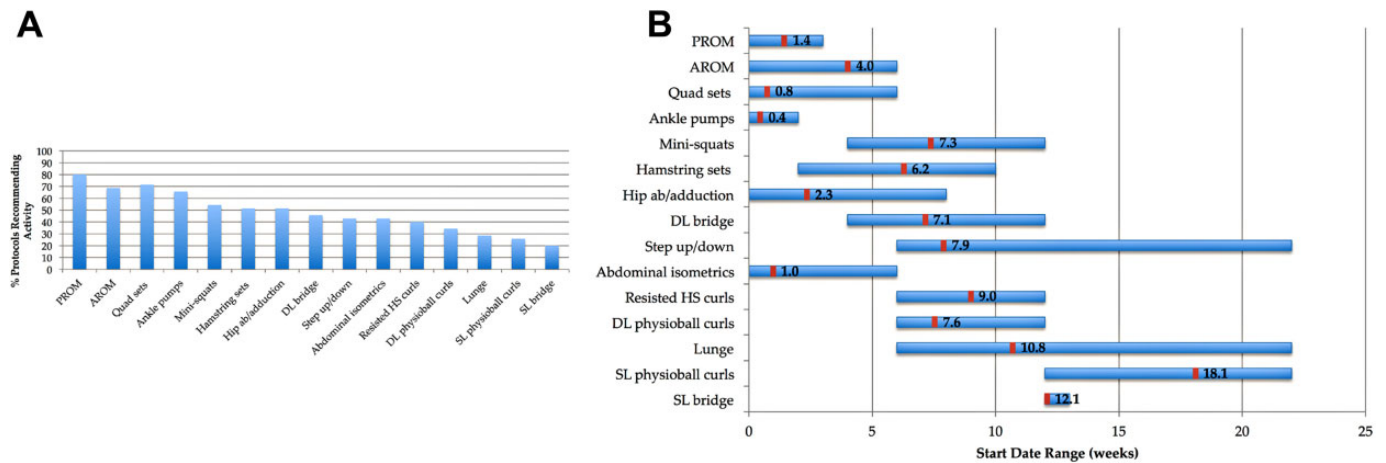 A
% Protocols Recommending
Activity
100
90
80
70
60
50
40
30
20
10
0
PROM
AROM
Quad sets
Ankle pumps
Mini-squats
Hamstring sets
Hip ab/adduction
DL bridge
Step up/down
Abdominal isometrics
Resisted HS curls
DL physioball curls
Lunge
SL physioball curls
SL bridge
B
PROM 1.4
AROM 4.0
Quad sets 0.8
Ankle pumps 0.4
Mini-squats 7.3
Hamstring sets 6.2
Hip ab/adduction 2.3
DL bridge 7.1
Step up/down 7.9
Abdominal isometrics 1.0
Resisted HS curls 9.0
DL physioball curls 7.6
Lunge 10.8
SL physioball curls 18.1
SL bridge 12.1
0 5 10 15 20 25
Start Date Range (weeks)